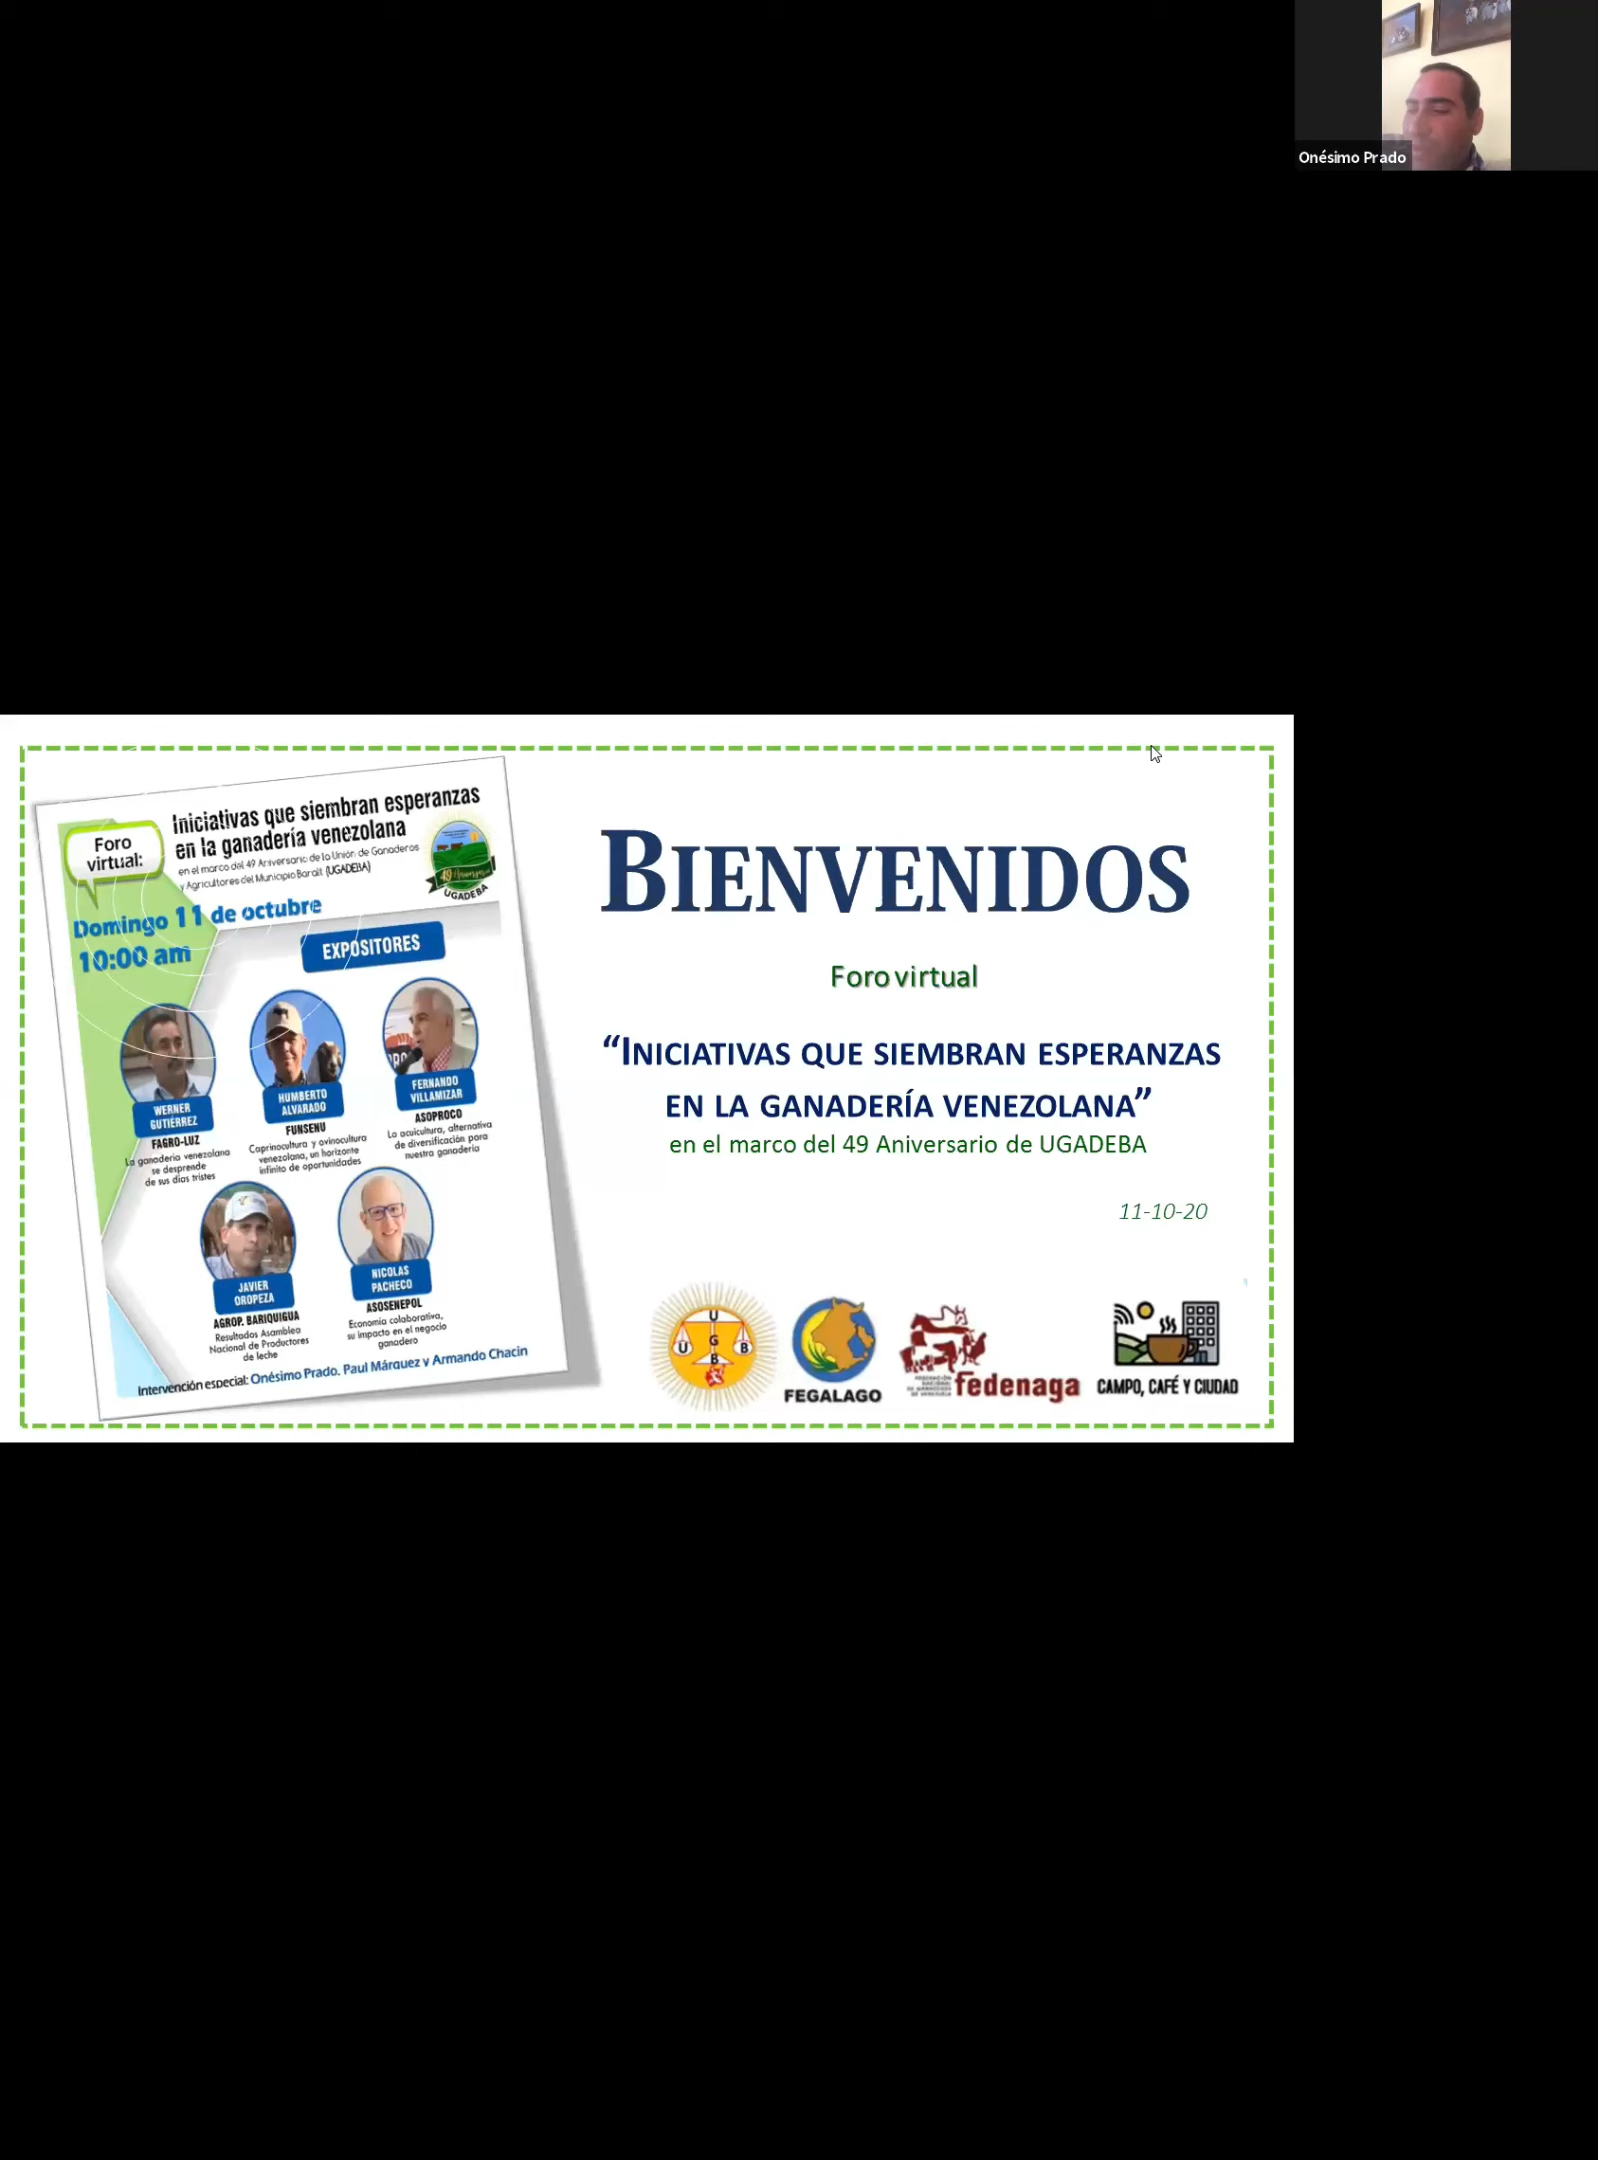 Onésimo Prado
Foro
virtual:
Iniciativas que siembran esperanzas
en la ganadería venezolana
en el marco del 49 Aniversario de la Unión de Ganaderos
y Agricultores del Municipio Baralt (UGADEBA)
49 Aniversario
UGADEBA
Domingo 11 de octubre
10:00 am
EXPOSITORES
WERNER
GUTIÉRREZ
FAGRO-LUZ
La ganadería venezolana
se desprende
de sus días tristes
HUMBERTO
ALVARADO
FUNSENU
Caprinocultura y ovinocultura
venezolana, un horizonte
infinito de oportunidades
FERNANDO
VILLAMIZAR
ASOPROCO
La acuicultura, alternativa
de diversificación para
nuestra ganadería
JAVIER
OROPEZA
AGROP. BARIQUIGUA
Resultados Asamblea
Nacional de Productores
de leche
NICOLAS
PACHECO
ASOSENEPOL
Economía colaborativa,
su impacto en el negocio
ganadero
Intervención especial: Onésimo Prado, Paul Márquez y Armando Chacin
BIENVENIDOS
Foro virtual
“INICIATIVAS QUE SIEMBRAN ESPERANZAS
EN LA GANADERÍA VENEZOLANA”
en el marco del 49 Aniversario de UGADEBA
11-10-20
U
U G B
B
FEGALAGO
fedenaga
CAMPO, CAFÉ Y CIUDAD